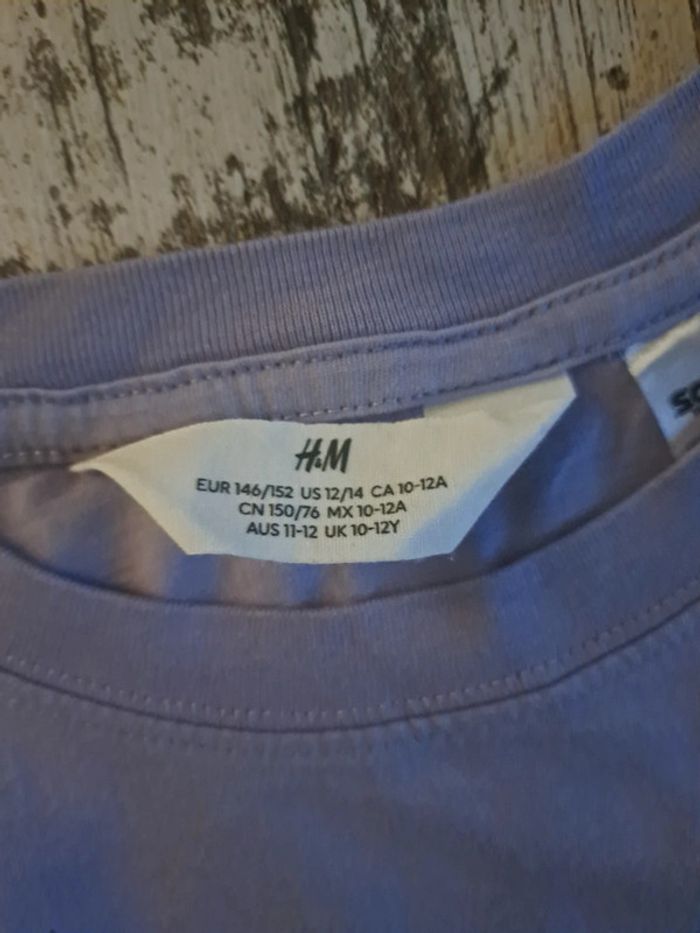 H&M
EUR 146/152 US 12/14 CA 10-12A
CN 150/76 MX 10-12A
AUS 11-12 UK 10-12Y